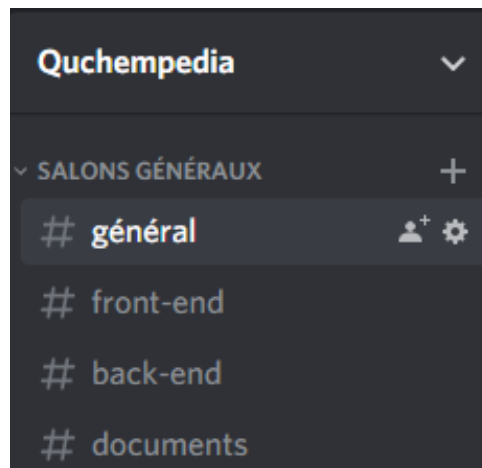 Quchempedia
SALONS GÉNÉRAUX
général
front-end
back-end
documents